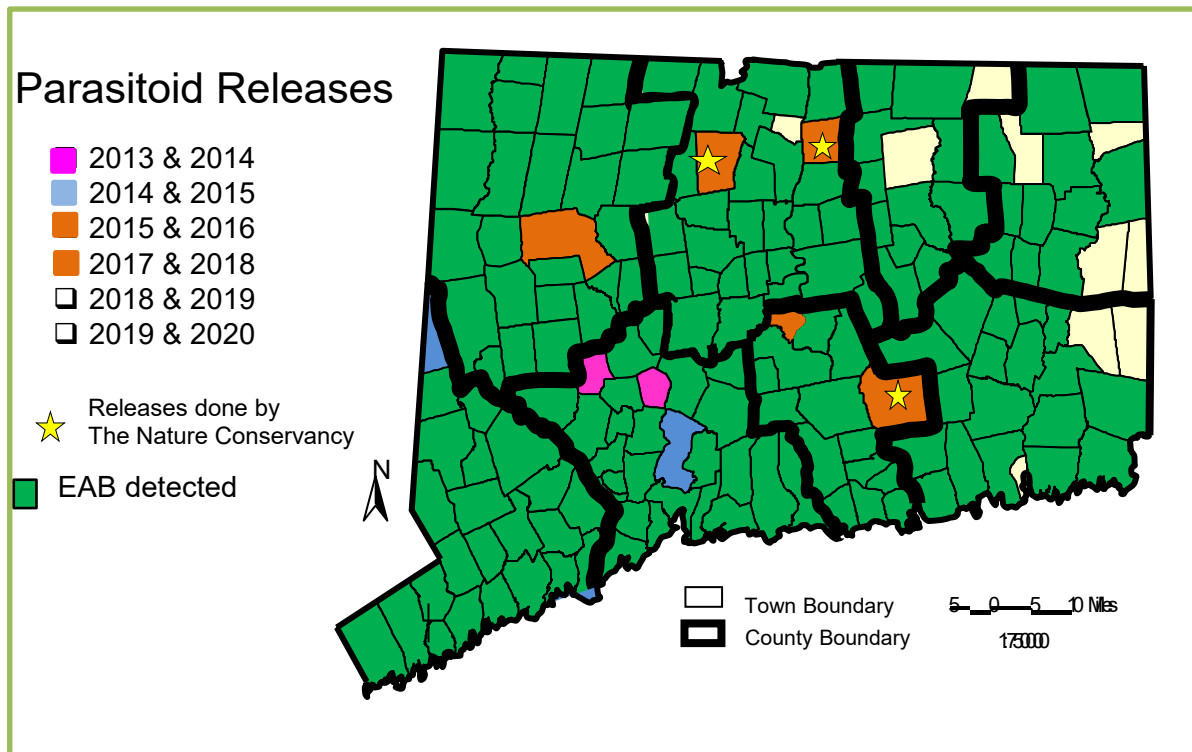 Parasitoid Releases
2013 & 2014
2014 & 2015
2015 & 2016
2017 & 2018
2018 & 2019
2019 & 2020
Releases done by
The Nature Conservancy
EAB detected
N
Town Boundary
County Boundary
5 0 5 10 Miles